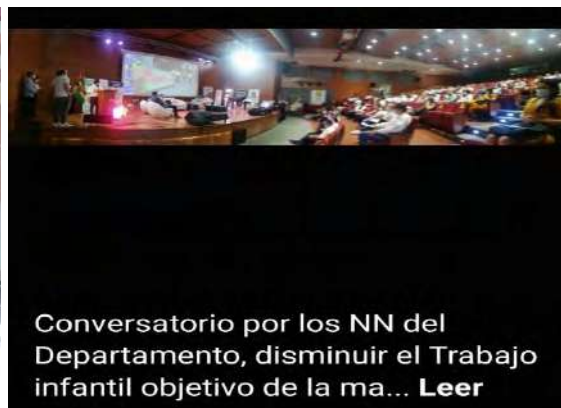 Conversatorio por los NN del
Departamento, disminuir el Trabajo
infantil objetivo de la ma... Leer